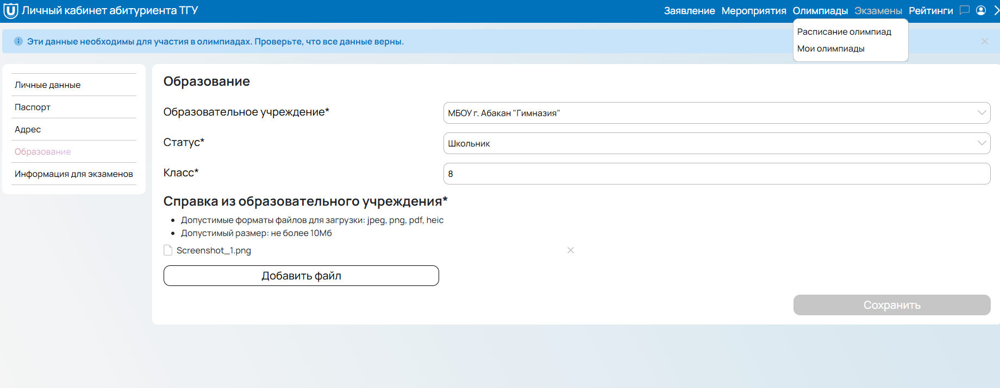 Личный кабинет абитуриента ТГУ
Заявление Мероприятия Олимпиады Экзамены Рейтинги
Расписание олимпиад
Мои олимпиады
Эти данные необходимы для участия в олимпиадах. Проверьте, что все данные верны.
Личные данные
Паспорт
Адрес
Образование
Информация для экзаменов
Образование
Образовательное учреждение*
МБОУ г. Абакан "Гимназия"
Статус*
Школьник
Класс*
8
Справка из образовательного учреждения*
Допустимые форматы файлов для загрузки: jpeg, png, pdf, heic
Допустимый размер: не более 10Мб
Screenshot_1.png
Добавить файл
Сохранить